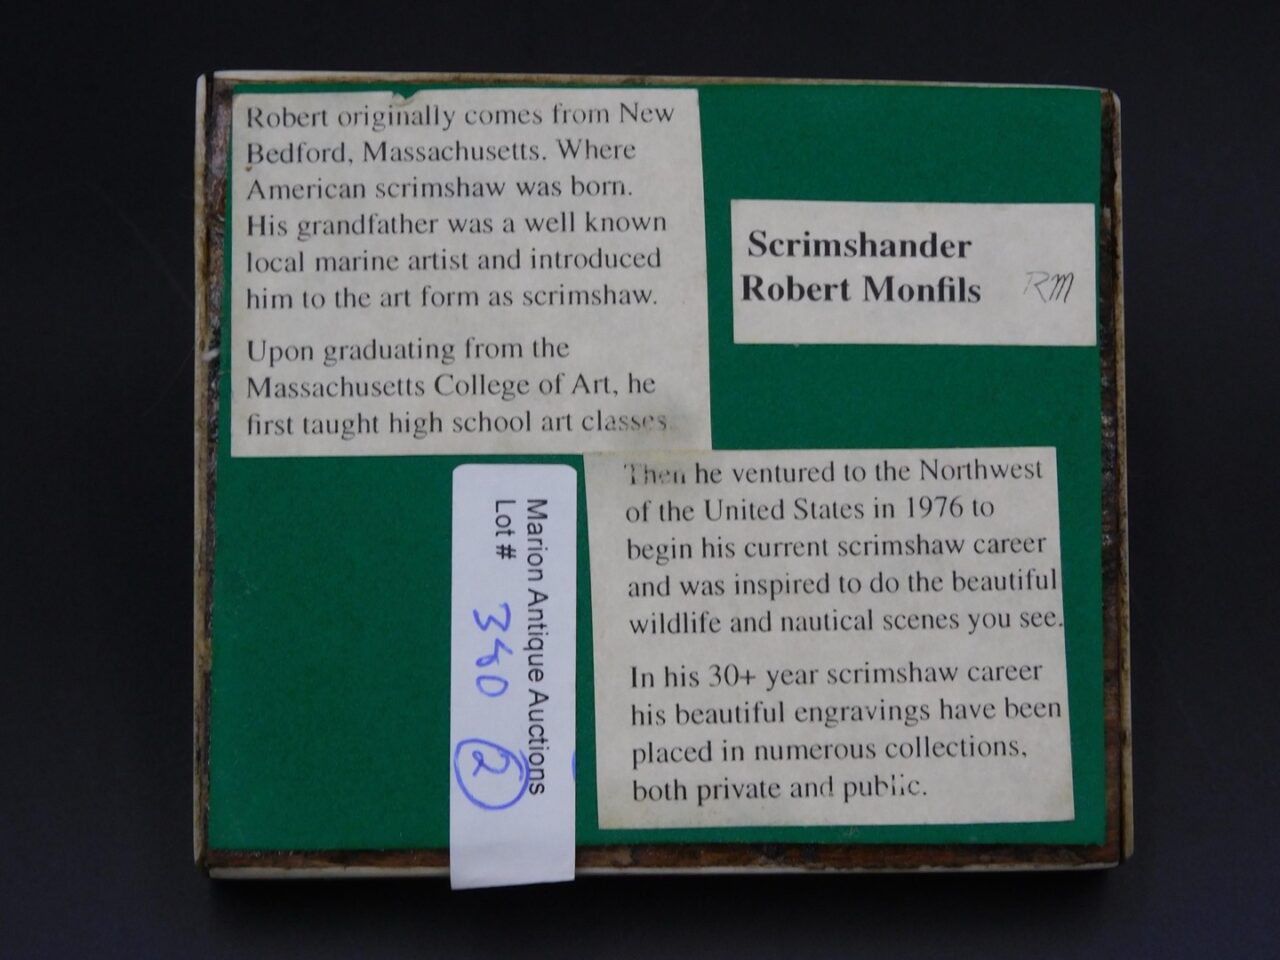 Robert originally comes from New
Bedford, Massachusetts. Where
American scrimshaw was born.
His grandfather was a well known
local marine artist and introduced
him to the art form as scrimshaw.
Upon graduating from the
Massachusetts College of Art, he
first taught high school art classes.
Scrimshander
Robert Monfils RM
Then he ventured to the Northwest
of the United States in 1976 to
begin his current scrimshaw career
and was inspired to do the beautiful
wildlife and nautical scenes you see.
In his 30+ year scrimshaw career
his beautiful engravings have been
placed in numerous collections,
both private and public.
Marion Antique Auctions
Lot #
2